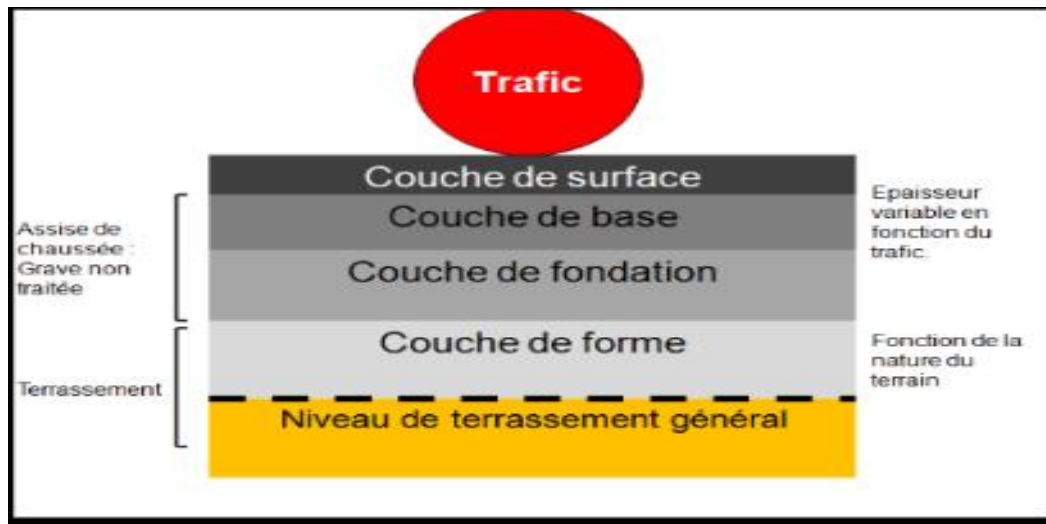 Trafic
Couche de surface
Couche de base
Couche de fondation
Couche de forme
Niveau de terrassement général
Assise de
chaussée :
Grave non
traitée
Terrassement
Epaisseur
variable en
fonction du
trafic.
Fonction de la
nature du
terrain